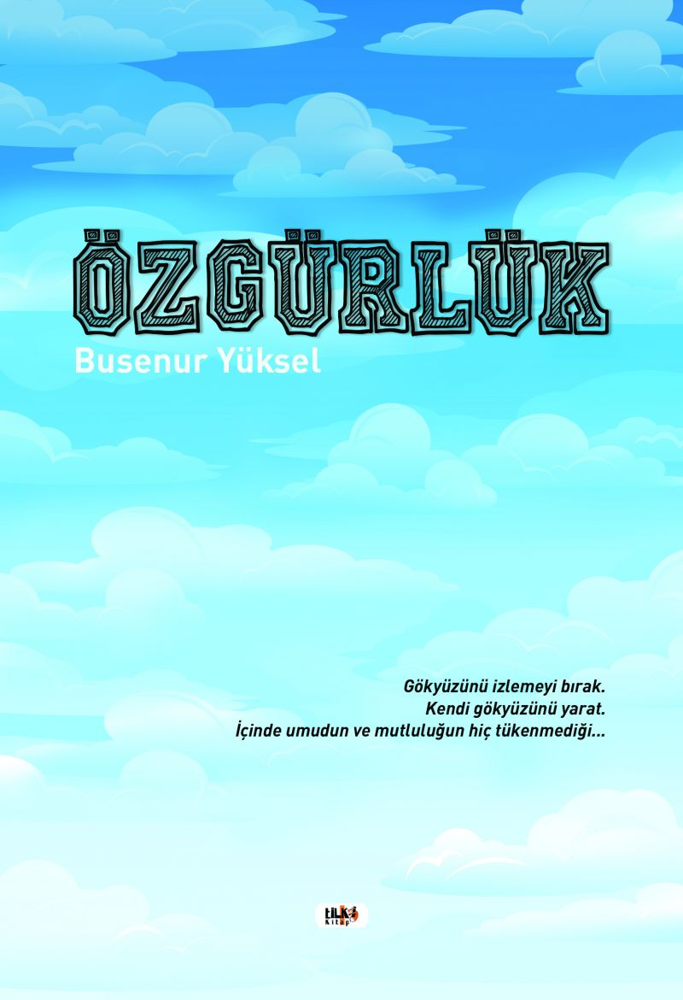 ÖZGÜRLÜK
Busenur Yüksel
Gökyüzünü izlemeyi bırak.
Kendi gökyüzünü yarat.
İçinde umudun ve mutluluğun hiç tükenmediği...
tiLKi
Kitap